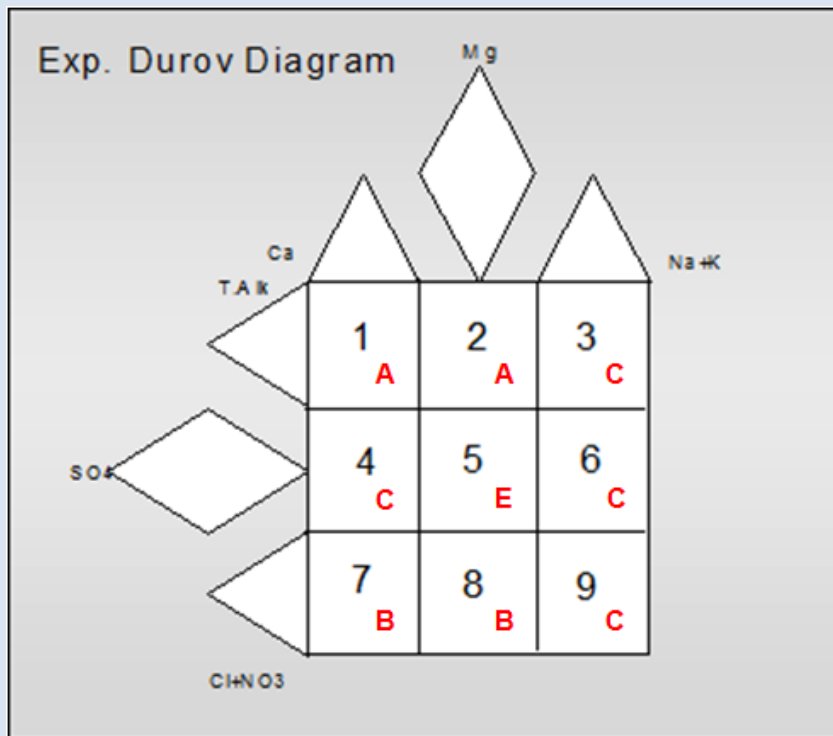 Exp. Durov Diagram
Mg
Ca
Na+K
T.Alk
1 2 3
A A C
SO4
4 5 6
C E C
7 8 9
B B C
Cl+NO3